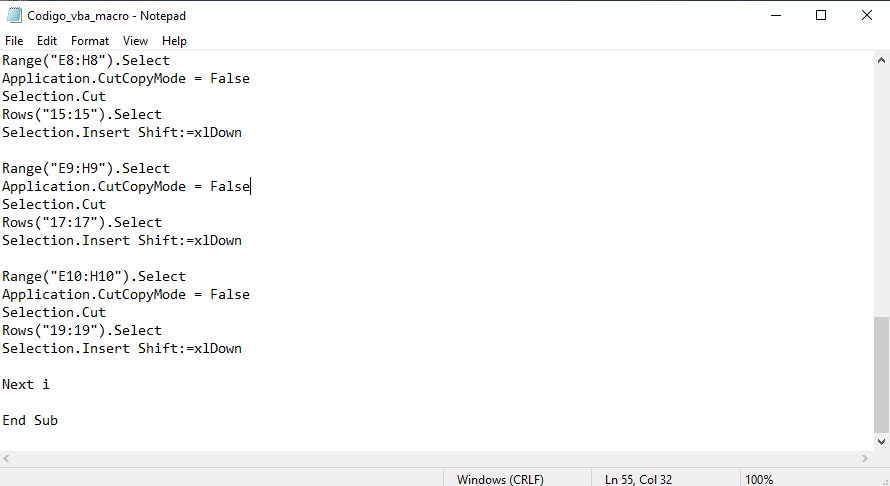 Codigo_vba_macro - Notepad
File Edit Format View Help
Range("E8:H8").Select
Application.CutCopyMode = False
Selection.Cut
Rows("15:15").Select
Selection.Insert Shift:=xlDown
Range("E9:H9").Select
Application.CutCopyMode = False
Selection.Cut
Rows("17:17").Select
Selection.Insert Shift:=xlDown
Range("E10:H10").Select
Application.CutCopyMode = False
Selection.Cut
Rows("19:19").Select
Selection.Insert Shift:=xlDown
Next i
End Sub
Windows (CRLF) Ln 55, Col 32 100%